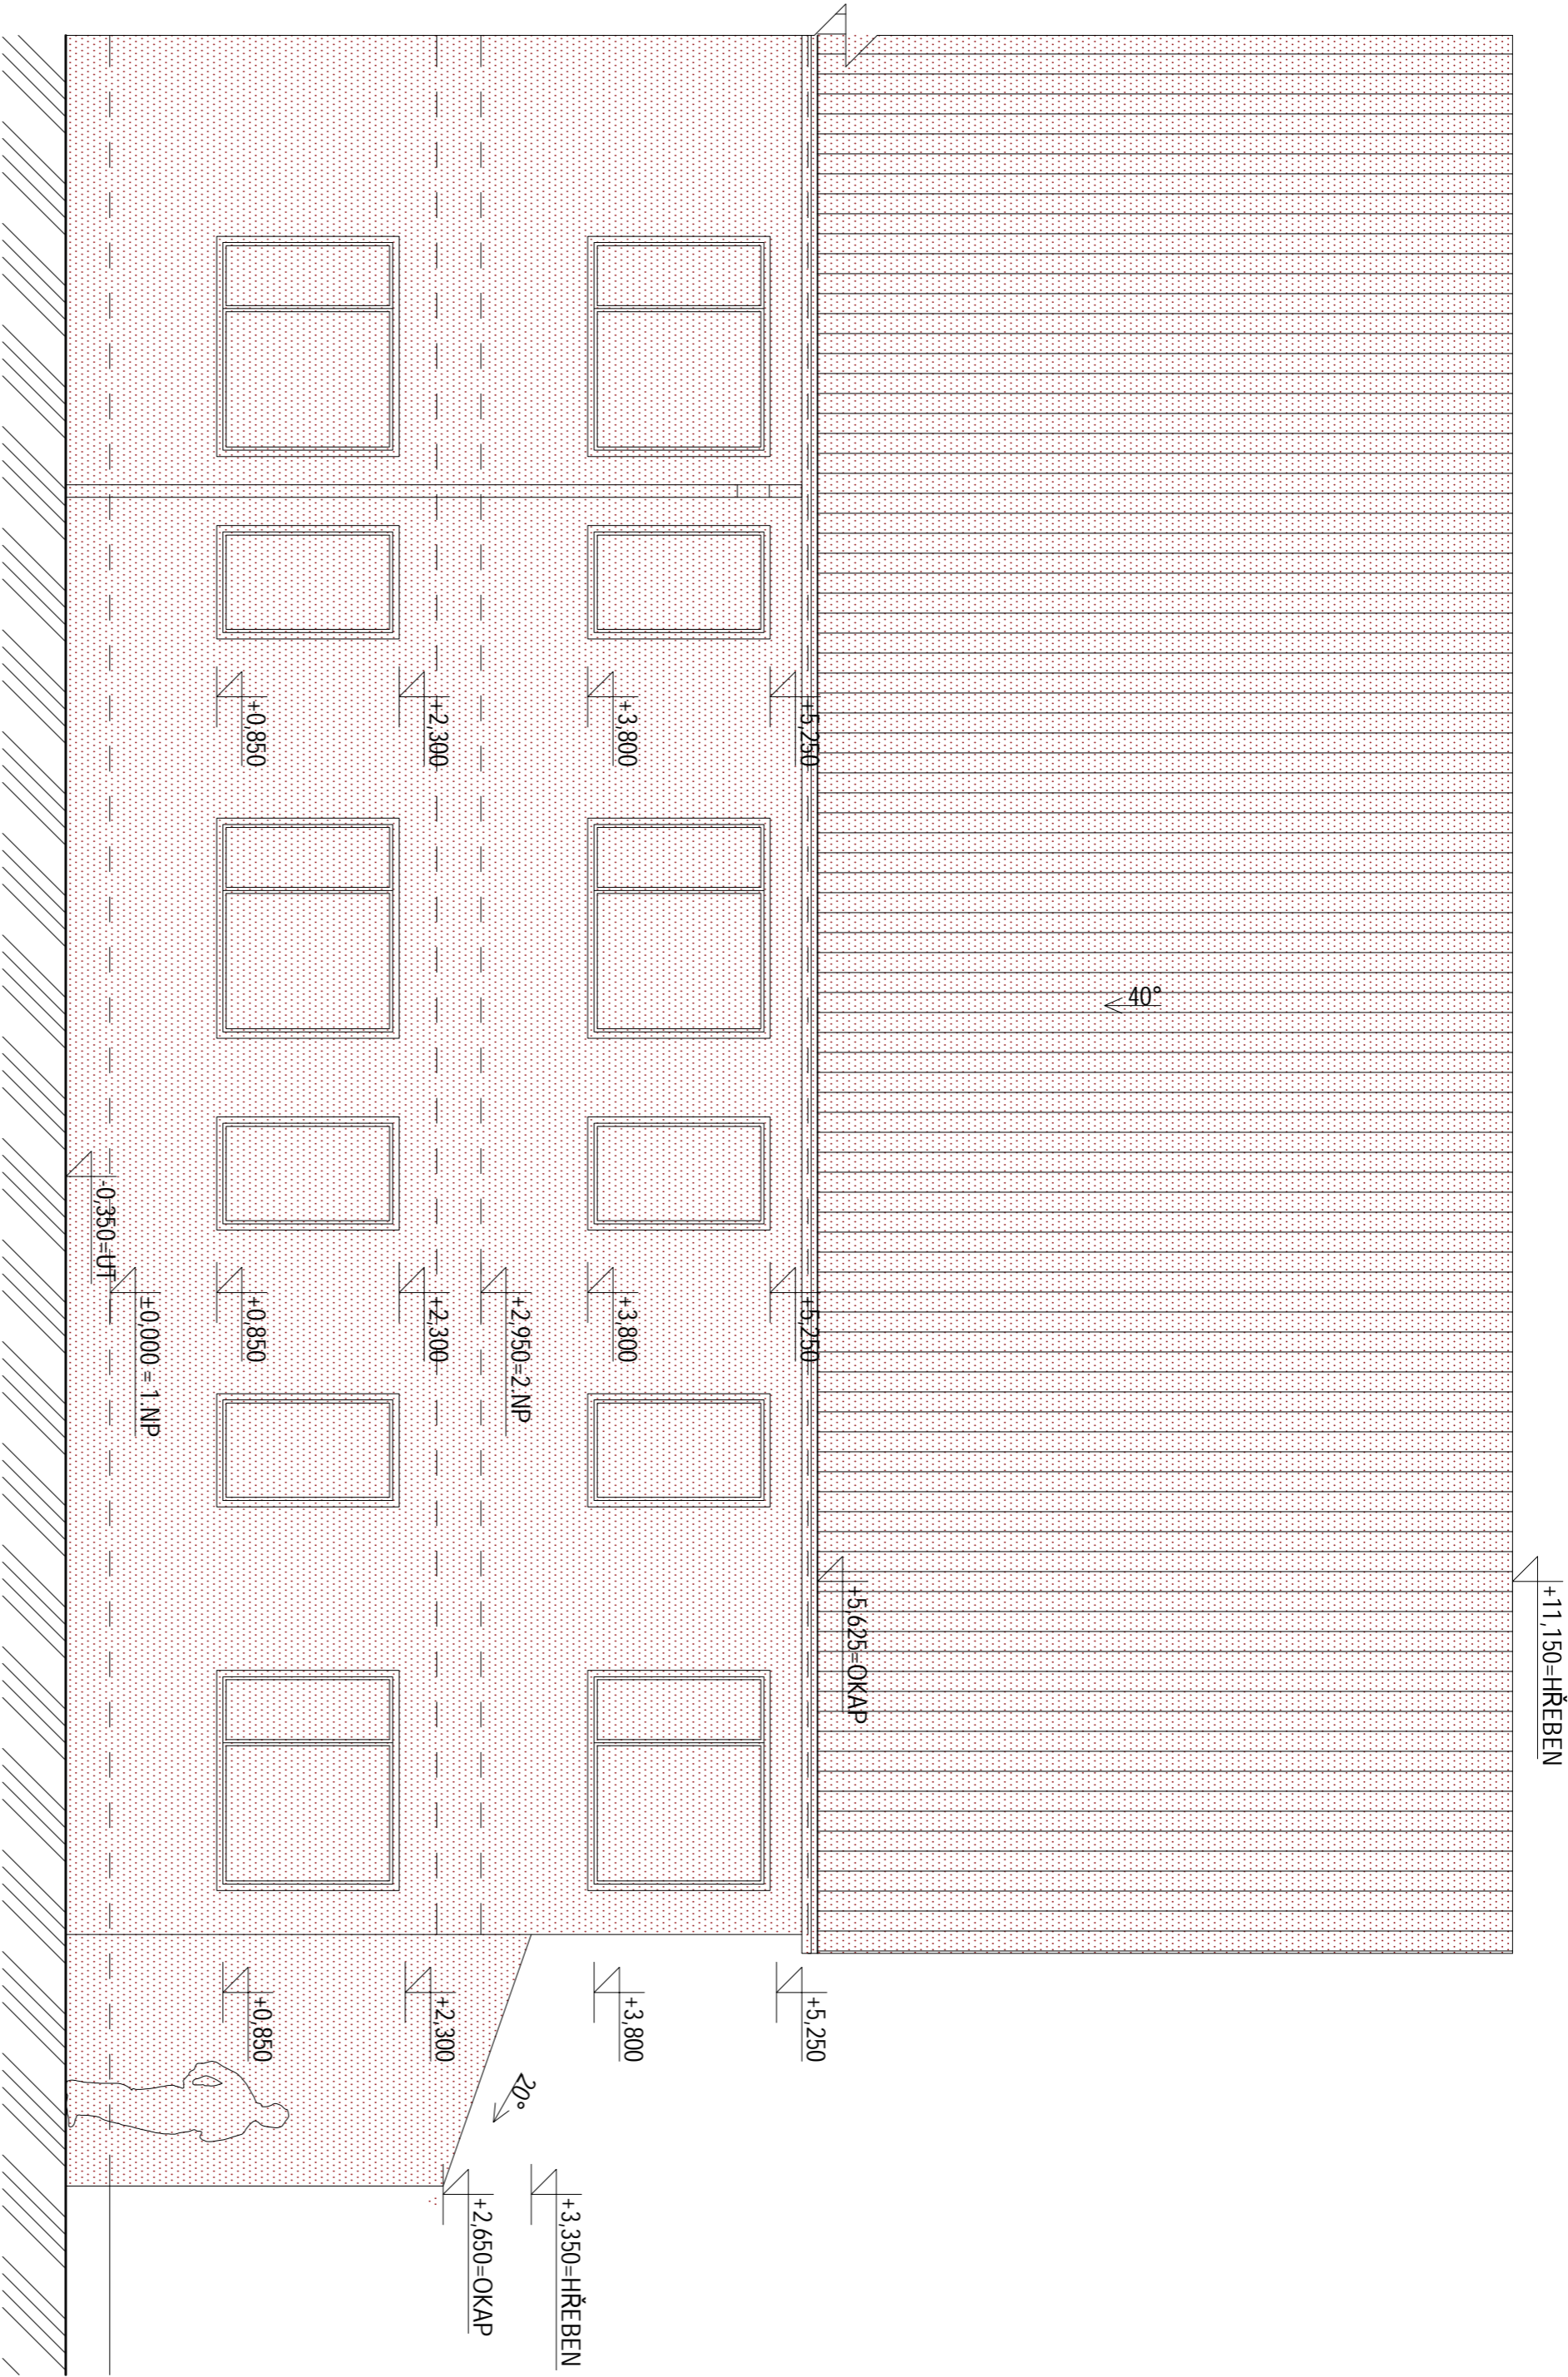 +11,150=HŘEBEN
40°
+5,625=OKAP
+5,250
+5,250
+5,250
+3,800
+3,800
+3,800
+3,350=HŘEBEN
20°
+2,950=2.NP
+2,650=OKAP
+2,300
+2,300
+2,300
+0,850
+0,850
+0,850
±0,000 = 1.NP
-0,350=UT